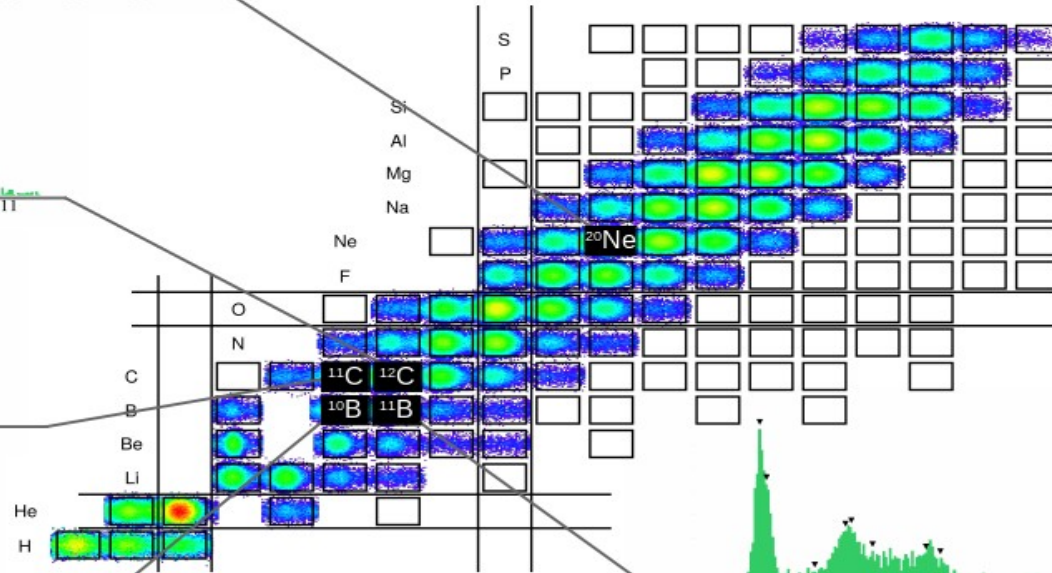 S
P
Si
Al
Mg
Na
Ne
²⁰Ne
F
O
N
C
¹¹C
¹²C
B
¹⁰B
¹¹B
Be
Li
He
H
11